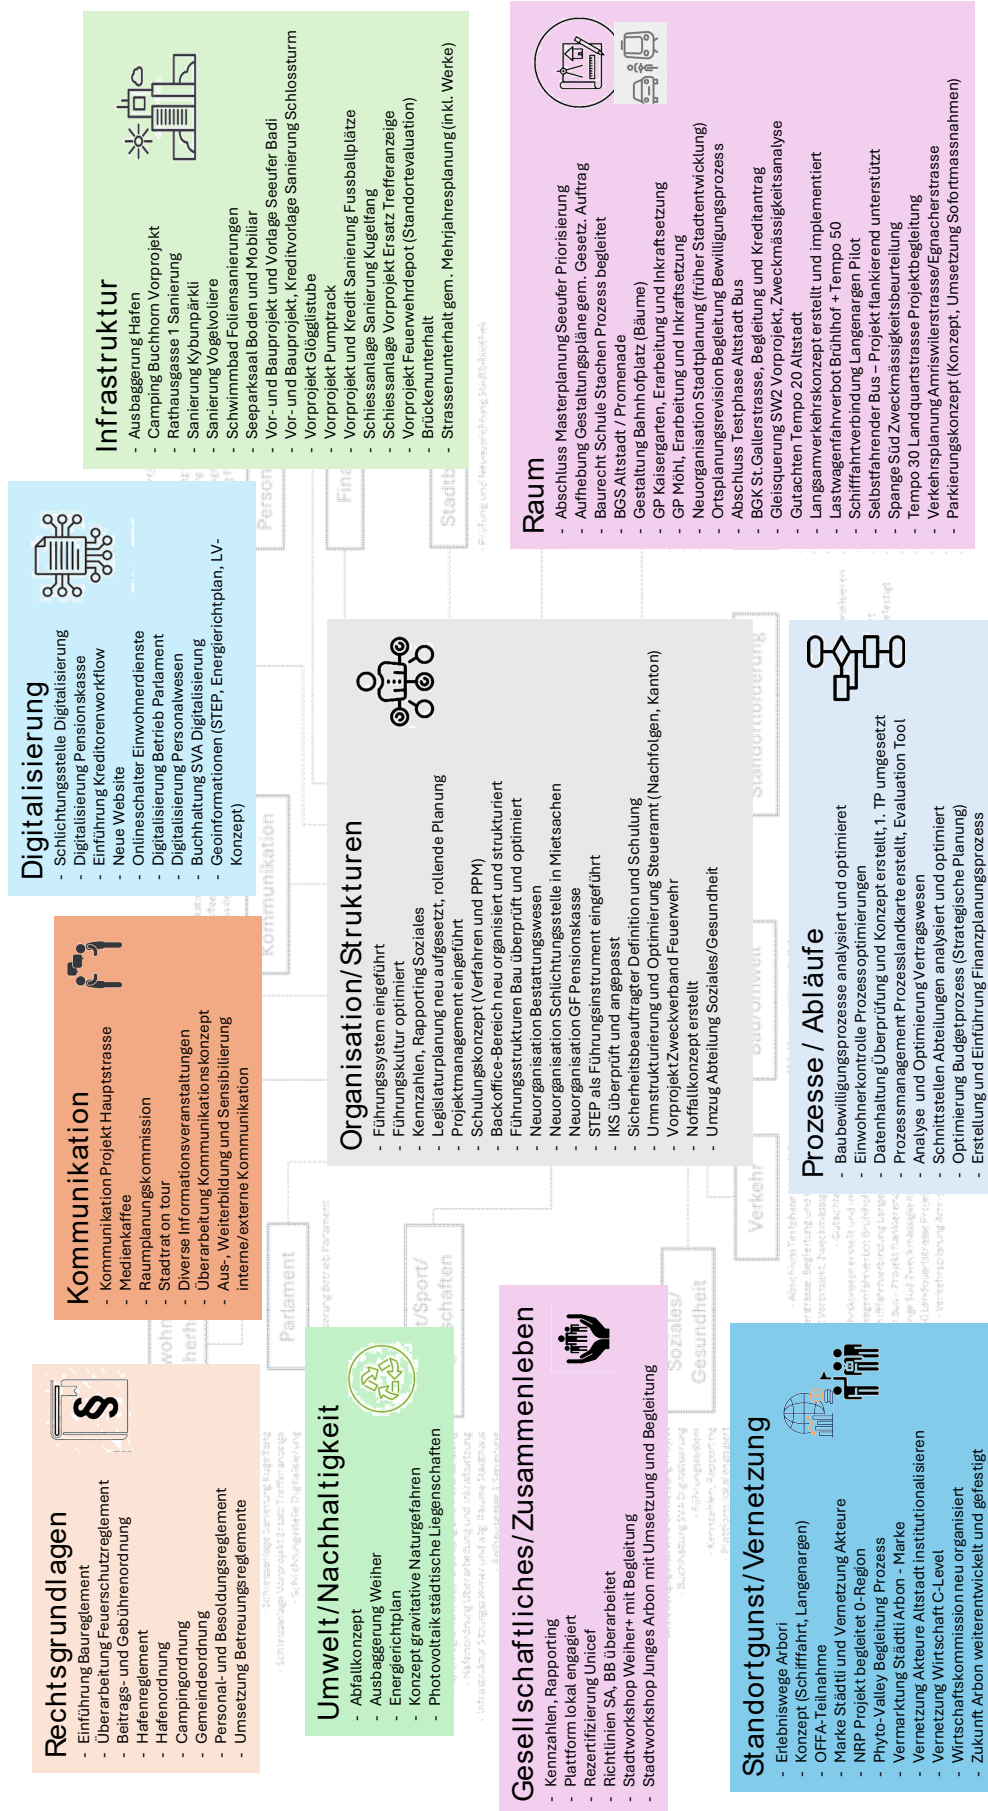 Rechtsgrundlagen
- Einführung Baureglement
- Überarbeitung Feuerschutzreglement
- Beitrags- und Gebührenordnung
- Hafenreglement
- Hafenordnung
- Campingordnung
- Gemeindeordnung
- Personal- und Besoldungsreglement
- Umsetzung Betreuungsreglemente
Kommunikation
- Kommunikation Projekt Hauptstrasse
- Medienkaffee
- Raumplanungskommission
- Stadtrat on tour
- Diverse Informationsveranstaltungen
- Überarbeitung Kommunikationskonzept
- Aus-, Weiterbildung und Sensibilierung
interne/externe Kommunikation
Digitalisierung
- Schlichtungsstelle Digitalisierung
- Digitalisierung Pensionskasse
- Einführung Kreditorenworkflow
- Neue Website
- Onlineschalter Einwohnerdienste
- Digitalisierung Betrieb Parlament
- Digitalisierung Personalwesen
- Buchhaltung SVA Digitalisierung
- Geoinformationen (STEP, Energierichtplan, LV-
Konzept)
Infrastruktur
- Ausbaggerung Hafen
- Camping Buchhorn Vorprojekt
- Rathausgasse 1 Sanierung
- Sanierung Kybunpärkli
- Sanierung Vogelvoliere
- Schwimmbad Foliensanierungen
- Seeparksaal Boden und Mobiliar
- Vor- und Bauprojekt und Vorlage Seeufer Badi
- Vor- und Bauprojekt, Kreditvorlage Sanierung Schlossturm
- Vorprojekt Glögglistube
- Vorprojekt Pumptrack
- Vorprojekt und Kredit Sanierung Fussballplätze
- Schiessanlage Sanierung Kugelfang
- Schiessanlage Vorprojekt Ersatz Trefferanzeige
- Vorprojekt Feuerwehrdepot (Standortevaluation)
- Brückenunterhalt
- Strassenunterhalt gem. Mehrjahresplanung (inkl. Werke)
Umwelt/Nachhaltigkeit
- Abfallkonzept
- Ausbaggerung Weiher
- Energierichtplan
- Konzept gravitative Naturgefahren
- Photovoltaik städtische Liegenschaften
Organisation/Strukturen
- Führungssystem eingeführt
- Führungskultur optimiert
- Kennzahlen, Rapporting Soziales
- Legislaturplanung neu aufgesetzt, rollende Planung
- Projektmanagement eingeführt
- Schulungskonzept (Verfahren und PPM)
- Backoffice-Bereich neu organisiert und strukturiert
- Führungsstrukturen Bau überprüft und optimiert
- Neuorganisation Bestattungswesen
- Neuorganisation Schlichtungsstelle in Mietsachen
- Neuorganisation GF Pensionskasse
- STEP als Führungsinstrument eingeführt
- IKS überprüft und angepasst
- Sicherheitsbeauftragter Definition und Schulung
- Umnstrukturierung und Optimierung Steueramt (Nachfolgen, Kanton)
- Vorprojekt Zweckverband Feuerwehr
- Notfallkonzept erstellt
- Umzug Abteilung Soziales/Gesundheit
Raum
- Abschluss Masterplanung Seeufer Priorisierung
- Aufhebung Gestaltungspläne gem. Gesetz. Auftrag
- Baurecht Schule Stachen Prozess begleitet
- BGS Altstadt / Promenade
- Gestaltung Bahnhofplatz (Bäume)
- GP Kaisergarten, Erarbeitung und Inkraftsetzung
- GP Möhl, Erarbeitung und Inkraftsetzung
- Neuorganisation Stadtplanung (früher Stadtentwicklung)
- Ortsplanungsrevision Begleitung Bewilligungsprozess
- Abschluss Testphase Altstadt Bus
- BGK St. Gallerstrasse, Begleitung und Kreditantrag
- Gleisquerung SW2 Vorprojekt, Zweckmässigkeitsanalyse
- Gutachten Tempo 20 Altstadt
- Langsamverkehrskonzept erstellt und implementiert
- Lastwagenfahrverbot Brühlhof + Tempo 50
- Schifffahrtverbindung Langenargen Pilot
- Selbstfahrender Bus – Projekt flankierend unterstützt
- Spange Süd Zweckmässigkeitsbeurteilung
- Tempo 30 Landquartstrasse Projektbegleitung
- Verkehrsplanung Amriswilerstrasse/Egnacherstrasse
- Parkierungskonzept (Konzept, Umsetzung Sofortmassnahmen)
Gesellschaftliches/Zusammenleben
- Kennzahlen, Rapporting
- Plattform lokal engagiert
- Rezertifizierung Unicef
- Richtlinien SA, BB überarbeitet
- Stadtworkshop Weiher+ mit Begleitung
- Stadtworkshop Junges Arbon mit Umsetzung und Begleitung
Standortgunst/Vernetzung
- Erlebniswege Arbori
- Konzept (Schifffahrt, Langenargen)
- OFFA-Teilnahme
- Marke Städtli und Vernetzung Akteure
- NRP Projekt begleitet O-Region
- Phyto-Valley Begleitung Prozess
- Vermarktung Städtli Arbon - Marke
- Vernetzung Akteure Altstadt institutionalisieren
- Vernetzung Wirtschaft C-Level
- Wirtschaftskommission neu organisiert
- Zukunft Arbon weiterentwickelt und gefestigt
Prozesse / Abläufe
- Baubewilligungsprozesse analysiert und optimieret
- Einwohnerkontrolle Prozessoptimierungen
- Datenhaltung Überprüfung und Konzept erstellt, 1. TP umgesetzt
- Prozessmanagement Prozesslandkarte erstellt, Evaluation Tool
- Analyse und Optimierung Vertragswesen
- Schnittstellen Abteilungen analysiert und optimiert
- Optimierung Budgetprozess (Strategische Planung)
- Erstellung und Einführung Finanzplanungsprozess
Parlament
Kommunikation
Verkehr
Bau/Umwelt
Standortförderung
Soziales/
Gesundheit